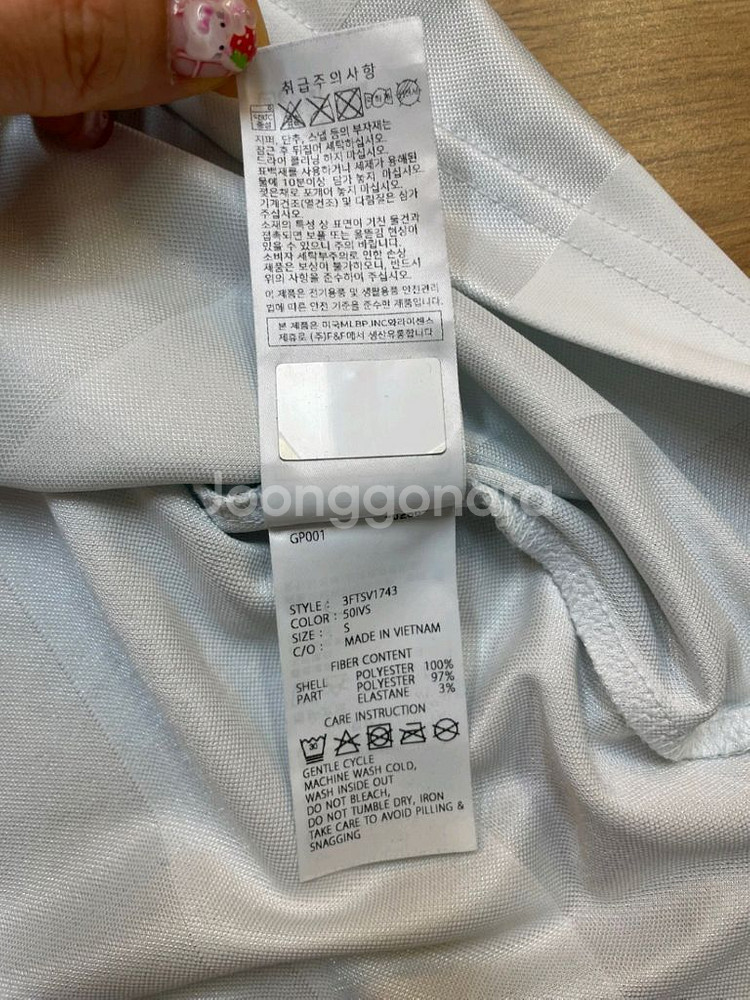 취급주의사항
지퍼, 단추, 스냅 등의 부자재는
잠근 후 뒤집어 세탁하십시오.
드라이 클리닝 하지 마십시오.
표백제를 사용하거나 세제가 용해된
물에 10분이상 담가 놓지 마십시오.
젖은채로 포개어 놓지 마십시오.
기계건조(열건조) 및 다림질은 삼가
주십시오.
소재의 특성 상 표면이 거친 물건과
접촉되면 보풀 또는 올뜯김 현상이
있을 수 있으니 주의 바랍니다.
소비자 세탁부주의로 인한 손상
제품은 보상이 불가하오니, 반드시
위의 사항을 준수하여 주십시오.
이 제품은 전기용품 및 생활용품 안전관리
법에 따른 안전 기준을 준수한 제품입니다.
본 제품은 미국MLBP.INC와라이센스
제휴로 (주)F&F에서 생산유통합니다
Joonggonara
GP001
STYLE : 3FTSV1743
COLOR : 50IVS
SIZE : S
C/O : MADE IN VIETNAM
FIBER CONTENT
SHELL POLYESTER 100%
PART POLYESTER 97%
ELASTANE 3%
CARE INSTRUCTION
30
GENTLE CYCLE
MACHINE WASH COLD,
WASH INSIDE OUT
DO NOT BLEACH,
DO NOT TUMBLE DRY, IRON
TAKE CARE TO AVOID PILLING &
SNAGGING